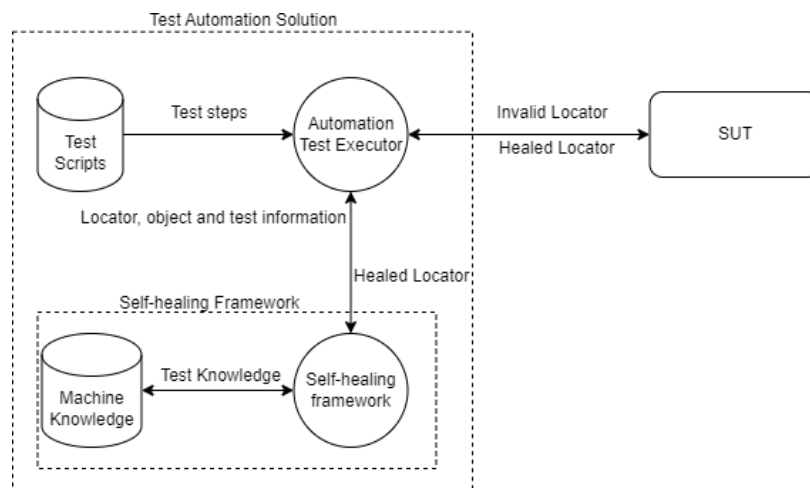 Test Automation Solution
Test
Scripts
Test steps
Automation
Test Executor
Invalid Locator
Healed Locator
SUT
Locator, object and test information
Healed Locator
Self-healing Framework
Machine
Knowledge
Test Knowledge
Self-healing
framework